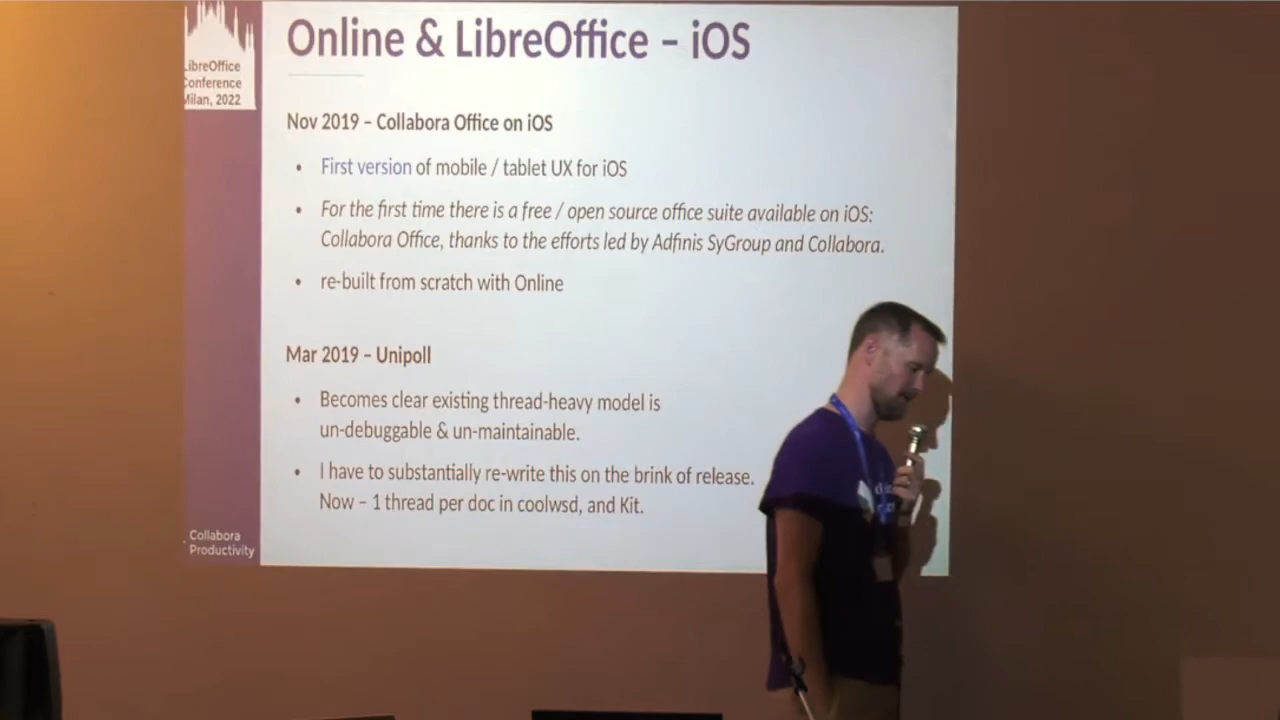 Online & LibreOffice – iOS
LibreOffice
Conference
Milan, 2022
Nov 2019 – Collabora Office on iOS
• First version of mobile / tablet UX for iOS
• For the first time there is a free / open source office suite available on iOS:
Collabora Office, thanks to the efforts led by Adfinis SyGroup and Collabora.
• re-built from scratch with Online
Mar 2019 – Unipoll
• Becomes clear existing thread-heavy model is
un-debuggable & un-maintainable.
• I have to substantially re-write this on the brink of release.
Now – 1 thread per doc in coolwsd, and Kit.
Collabora
Productivity